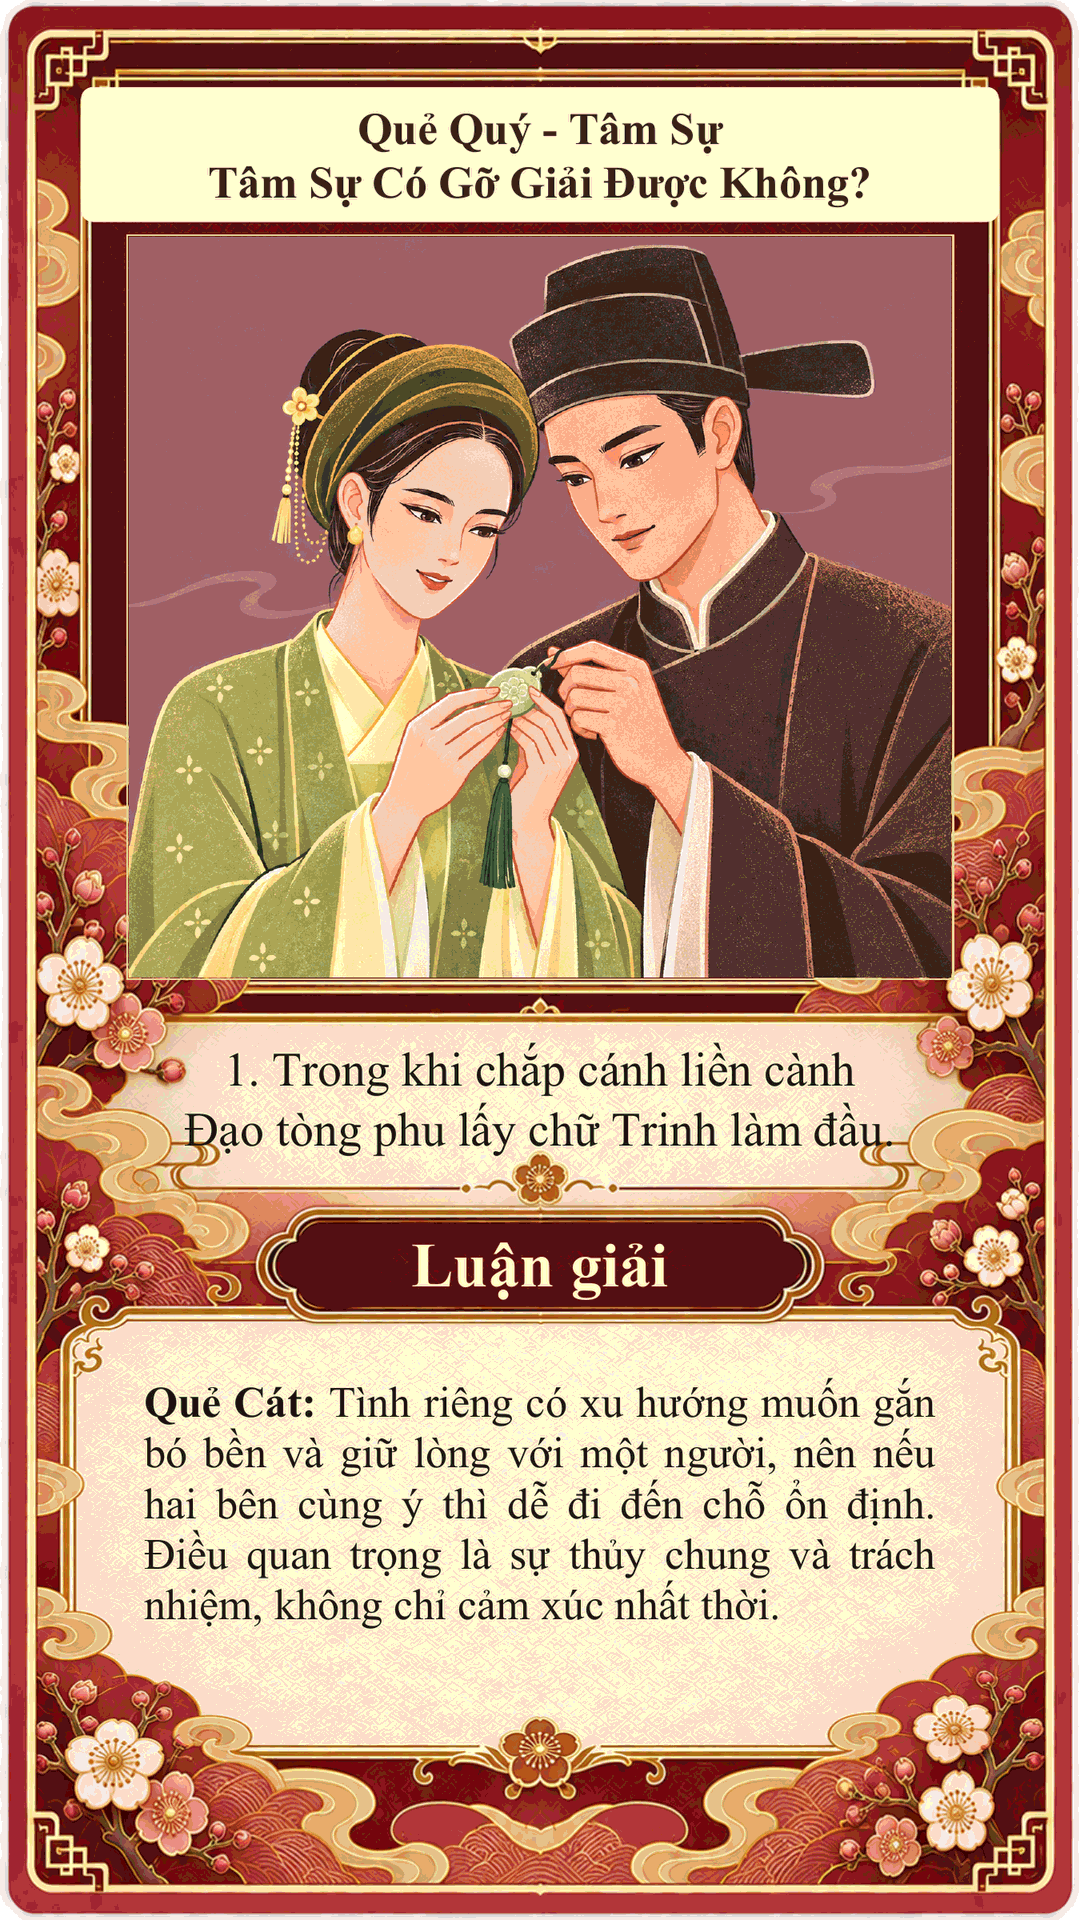 Quẻ Quý - Tâm Sự
Tâm Sự Có Gỡ Giải Được Không?
1. Trong khi chắp cánh liền cành
Đạo tòng phu lấy chữ Trinh làm đầu.
Luận giải
Quẻ Cát: Tình riêng có xu hướng muốn gắn
bó bền và giữ lòng với một người, nên nếu
hai bên cùng ý thì dễ đi đến chỗ ổn định.
Điều quan trọng là sự thủy chung và trách
nhiệm, không chỉ cảm xúc nhất thời.